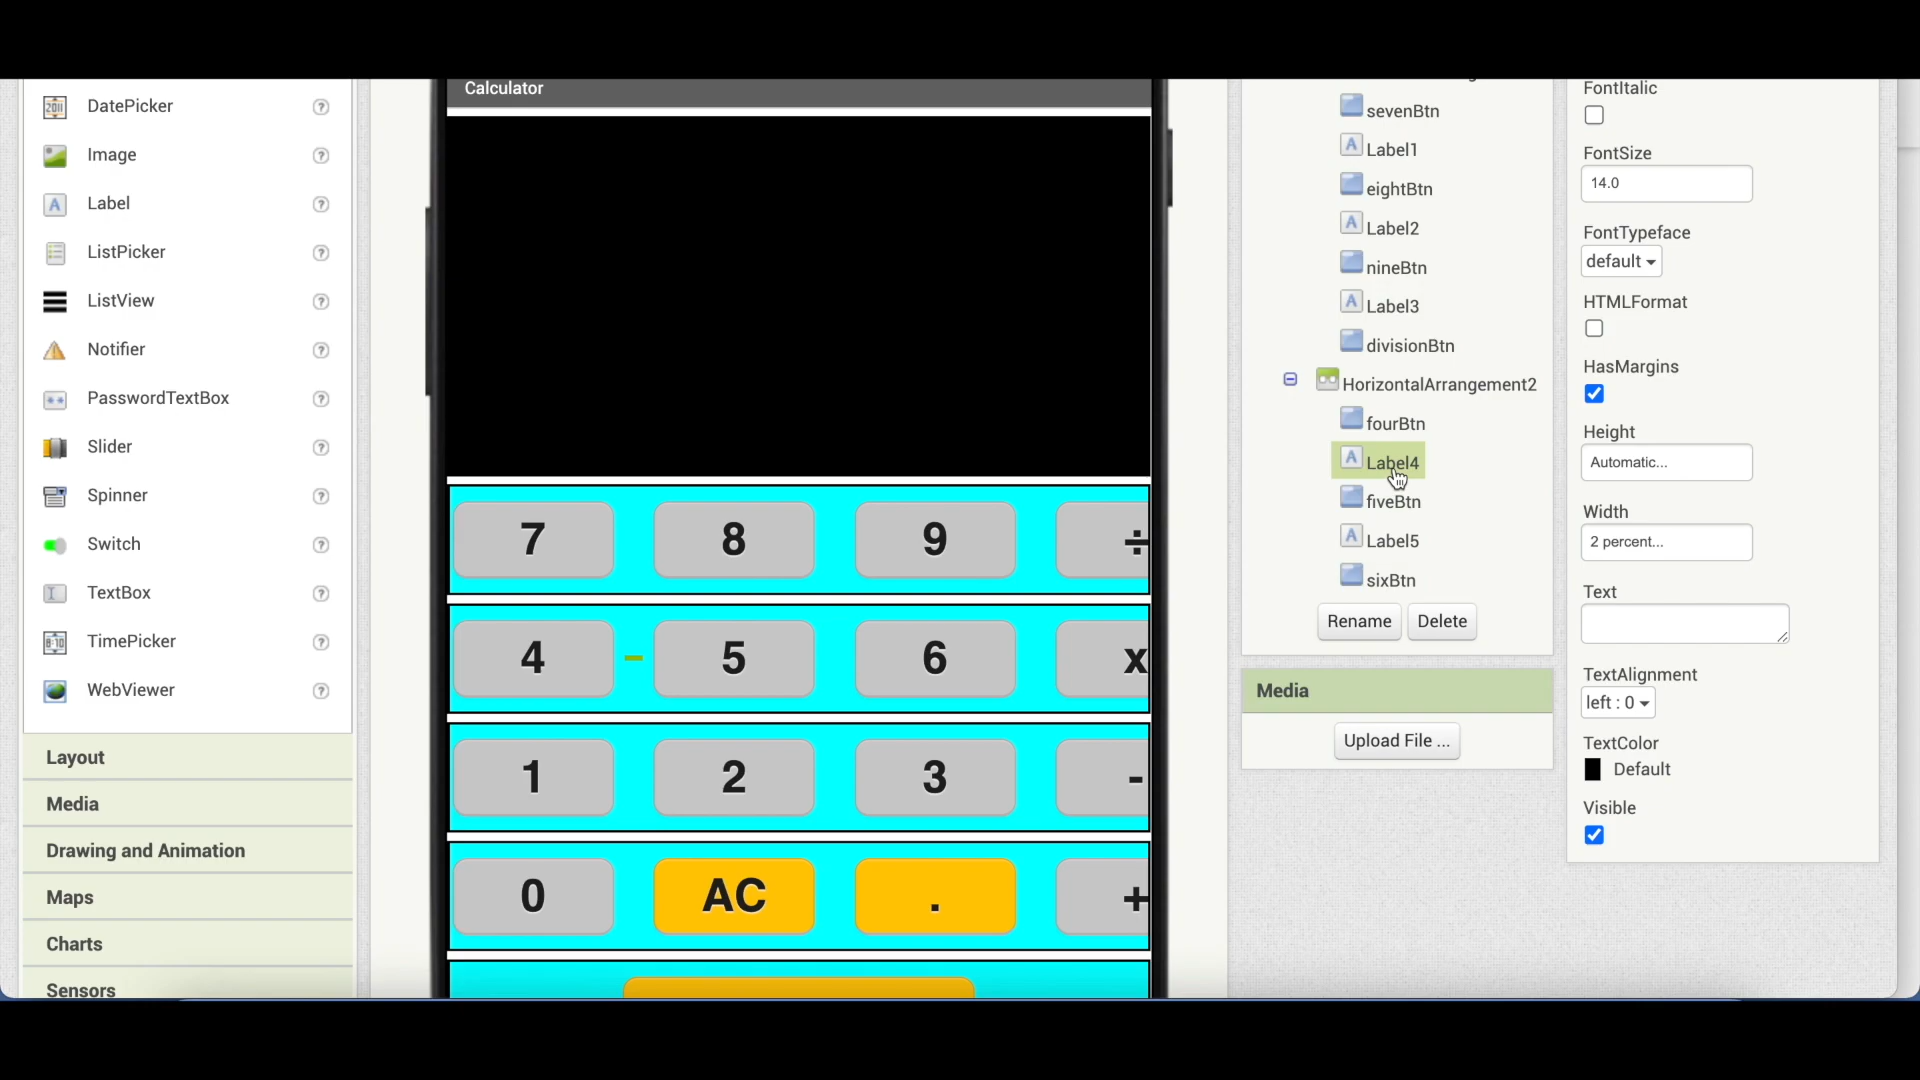 DatePicker
Image
Label
ListPicker
ListView
Notifier
PasswordTextBox
Slider
Spinner
Switch
TextBox
TimePicker
WebViewer
Layout
Media
Drawing and Animation
Maps
Charts
Sensors
Calculator
7 8 9 ÷
4 5 6 x
1 2 3 -
0 AC . +
sevenBtn
Label1
eightBtn
Label2
nineBtn
Label3
divisionBtn
HorizontalArrangement2
fourBtn
Label4
fiveBtn
Label5
sixBtn
Rename Delete
Media
Upload File ...
FontItalic
FontSize
14.0
FontTypeface
default
HTMLFormat
HasMargins
Height
Automatic...
Width
2 percent...
Text
TextAlignment
left : 0
TextColor
Default
Visible